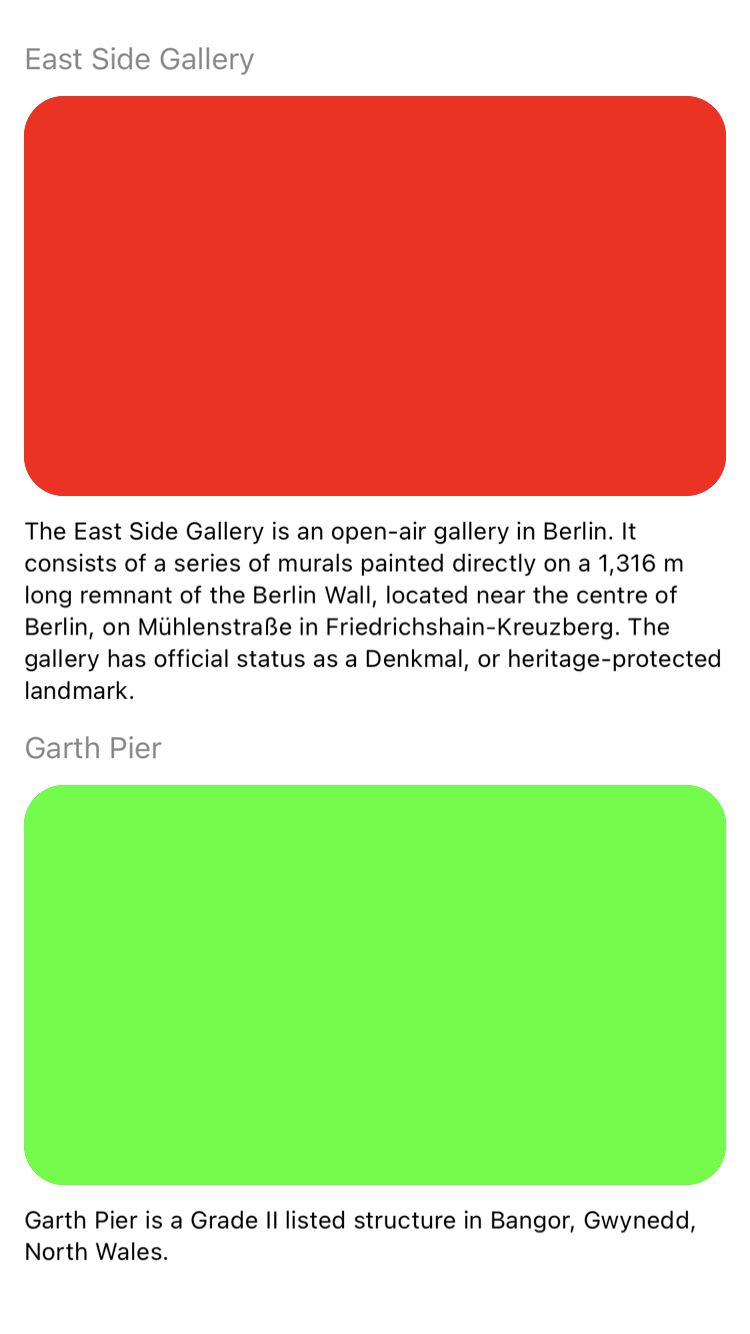 East Side Gallery
The East Side Gallery is an open-air gallery in Berlin. It
consists of a series of murals painted directly on a 1,316 m
long remnant of the Berlin Wall, located near the centre of
Berlin, on Mühlenstraße in Friedrichshain-Kreuzberg. The
gallery has official status as a Denkmal, or heritage-protected
landmark.
Garth Pier
Garth Pier is a Grade II listed structure in Bangor, Gwynedd,
North Wales.